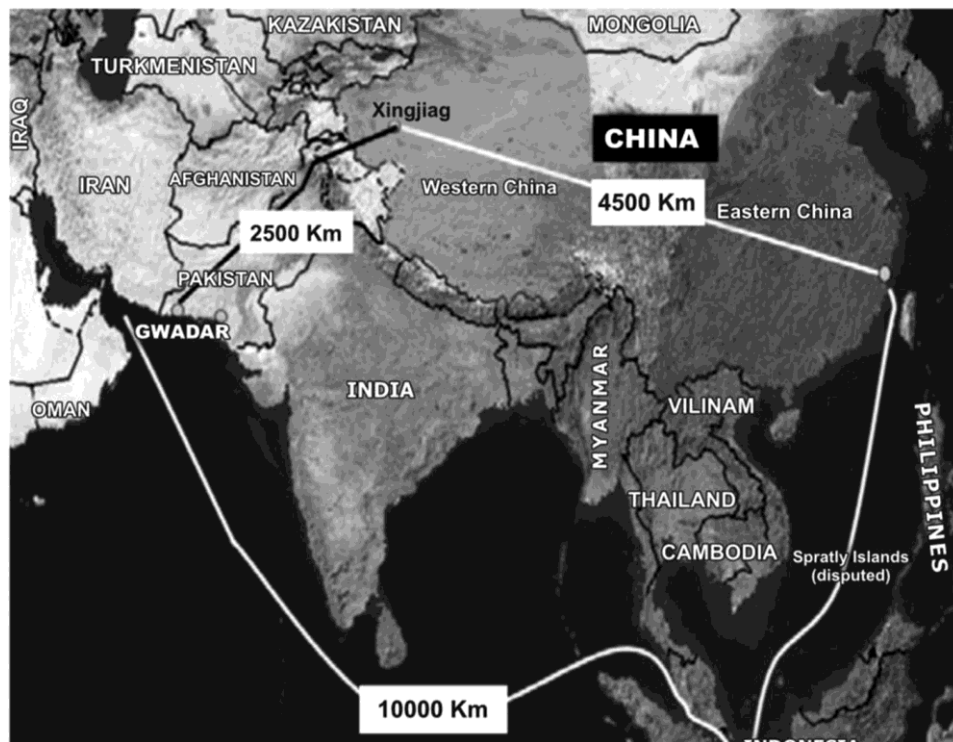 KAZAKISTAN
MONGOLIA
TURKMENISTAN
IRAQ
Xingjiag
CHINA
IRAN
AFGHANISTAN
Western China
4500 Km
Eastern China
2500 Km
PAKISTAN
GWADAR
OMAN
INDIA
MYANMAR
VILINAM
PHILIPPINES
THAILAND
CAMBODIA
Spratly Islands
(disputed)
10000 Km
INDONESIA